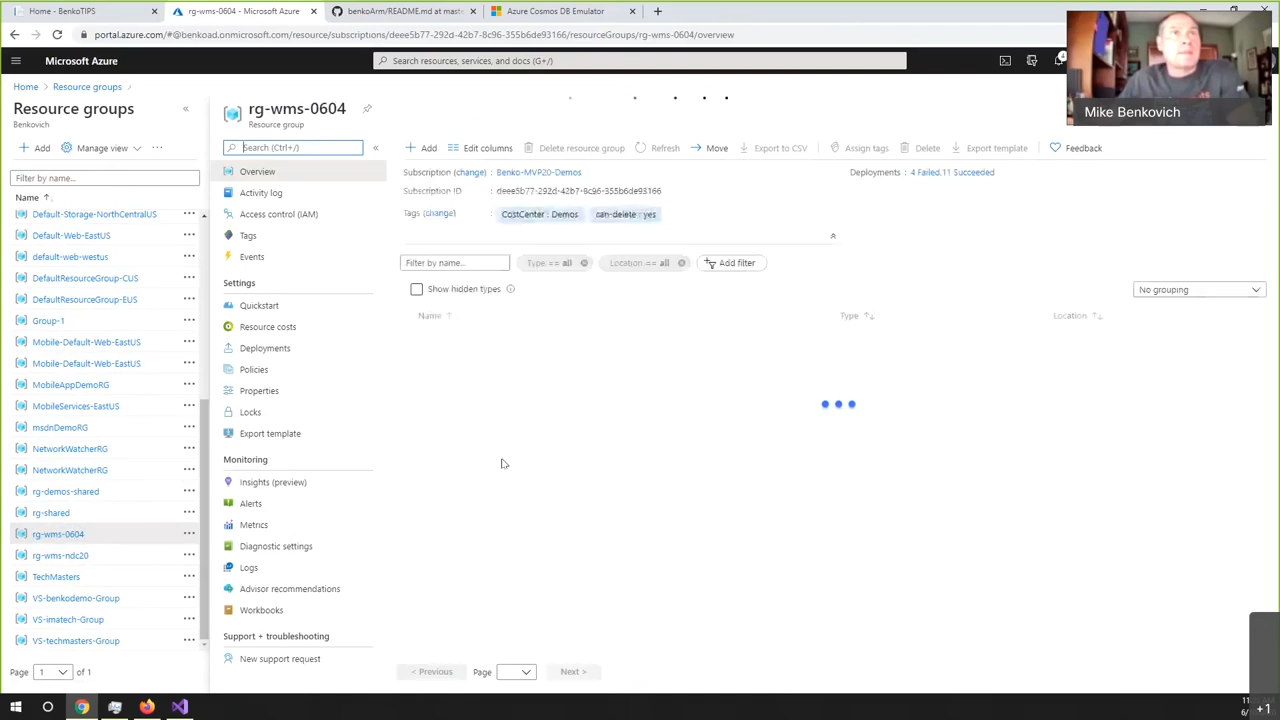 Home - BenkoTIPS
rg-wms-0604 - Microsoft Azure
benkoArm/README.md at mast
Azure Cosmos DB Emulator
portal.azure.com/#@benkoad.onmicrosoft.com/resource/subscriptions/deee5b77-292d-42b7-8c96-355b6de93166/resourceGroups/rg-wms-0604/overview
Microsoft Azure
Search resources, services, and docs (G+/)
Mike Benkovich
Home > Resource groups >
Resource groups
Benkovich
Add
Manage view
Filter by name...
Name
Default-Storage-NorthCentralUS
Default-Web-EastUS
default-web-westus
DefaultResourceGroup-CUS
DefaultResourceGroup-EUS
Group-1
Mobile-Default-Web-EastUS
Mobile-Default-Web-EastUS
MobileAppDemoRG
MobileServices-EastUS
msdnDemoRG
NetworkWatcherRG
NetworkWatcherRG
rg-demos-shared
rg-shared
rg-wms-0604
rg-wms-ndc20
TechMasters
VS-benkodemo-Group
VS-imatech-Group
VS-techmasters-Group
Page 1 of 1
rg-wms-0604
Resource group
Search (Ctrl+/)
Overview
Activity log
Access control (IAM)
Tags
Events
Settings
Quickstart
Resource costs
Deployments
Policies
Properties
Locks
Export template
Monitoring
Insights (preview)
Alerts
Metrics
Diagnostic settings
Logs
Advisor recommendations
Workbooks
Support + troubleshooting
New support request
Add Edit columns Delete resource group Refresh Move Export to CSV Assign tags Delete Export template Feedback
Subscription (change) : Benko-MVP20-Demos
Deployments : 4 Failed,11 Succeeded
Subscription ID : deee5b77-292d-42b7-8c96-355b6de93166
Tags (change) : CostCenter : Demos can-delete : yes
Filter by name... Type == all Location == all Add filter
Show hidden types
No grouping
Name Type Location
< Previous Page Next >
+1